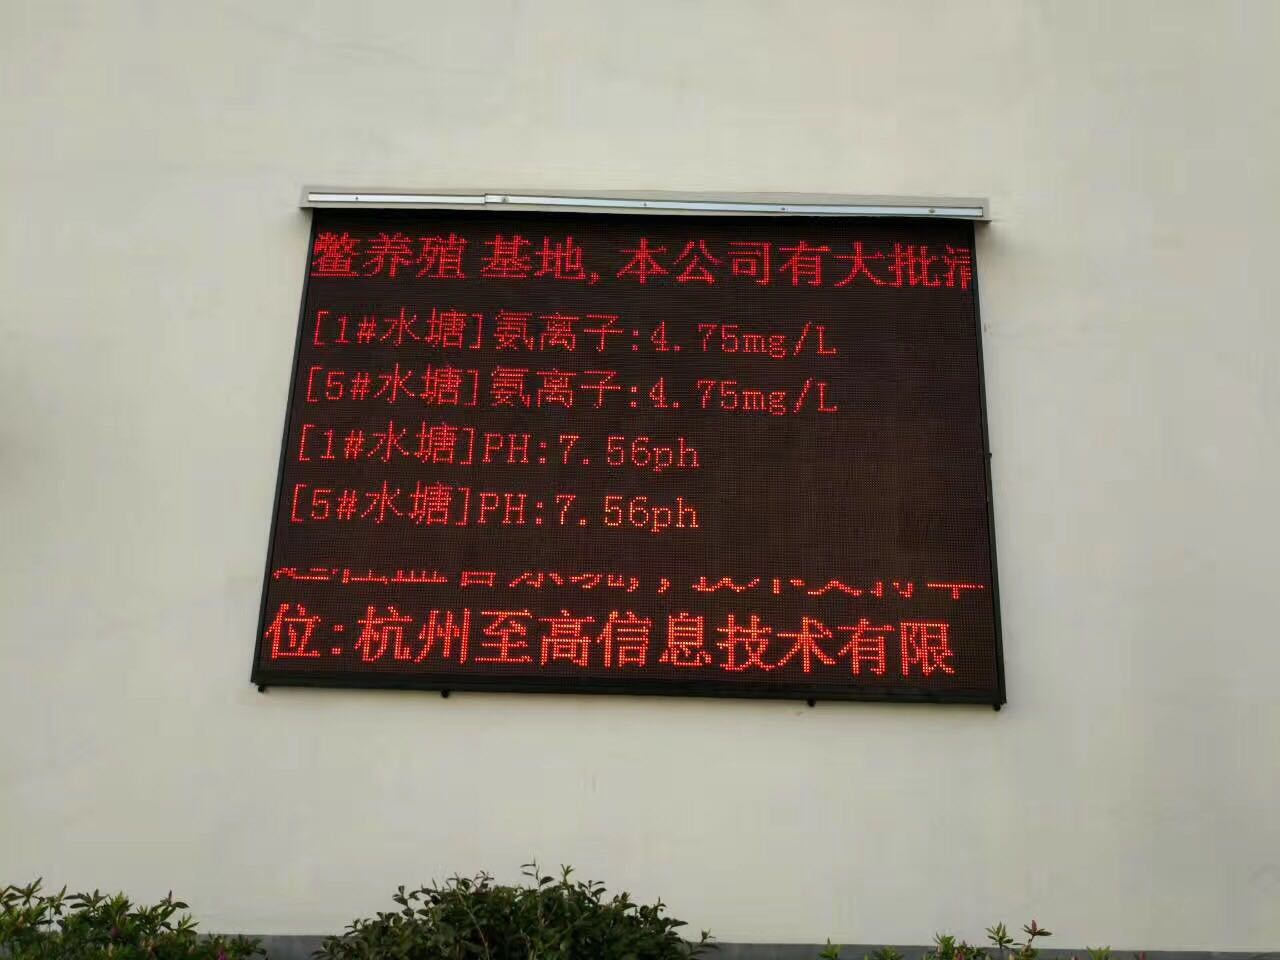 鳖养殖 基地,本公司有大批清
[1#水塘]氨离子:4.75mg/L
[5#水塘]氨离子:4.75mg/L
[1#水塘]PH:7.56ph
[5#水塘]PH:7.56ph
位:杭州至高信息技术有限